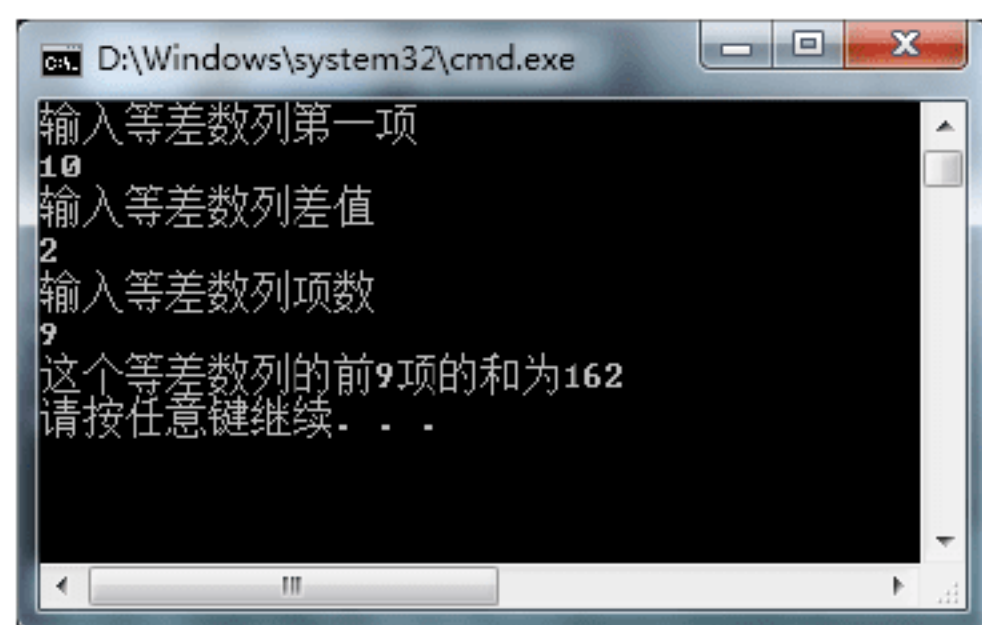 D:\Windows\system32\cmd.exe
输入等差数列第一项
10
输入等差数列差值
2
输入等差数列项数
9
这个等差数列的前9项的和为162
请按任意键继续. . .